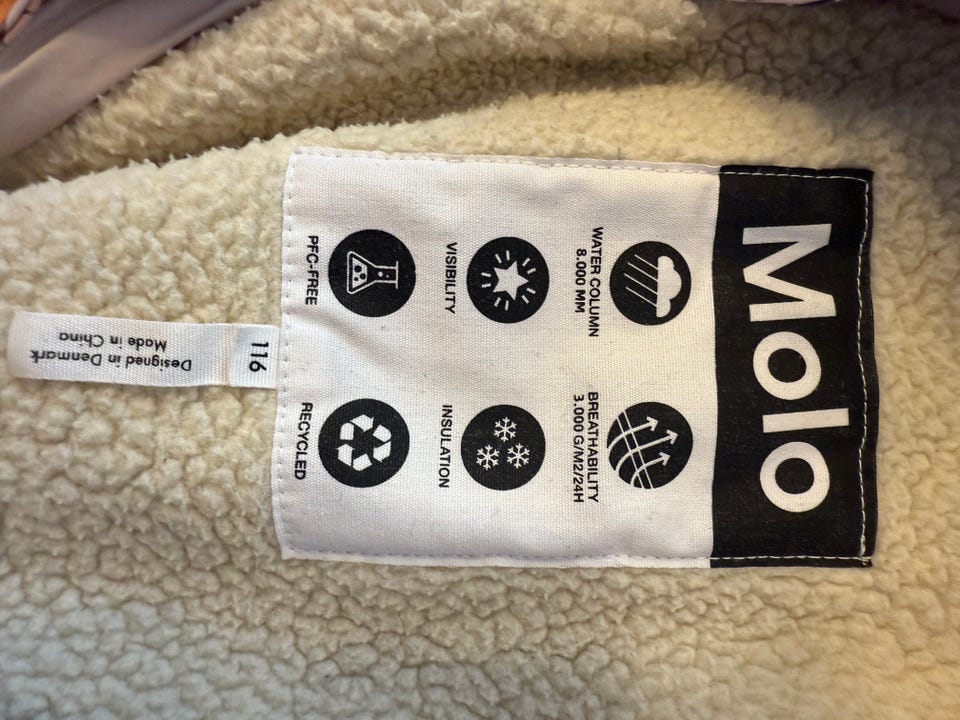 Molo
WATER COLUMN
8.000 MM
BREATHABILITY
3.000 G/M2/24H
VISIBILITY
INSULATION
PFC-FREE
RECYCLED
116
Designed in Denmark
Made in China